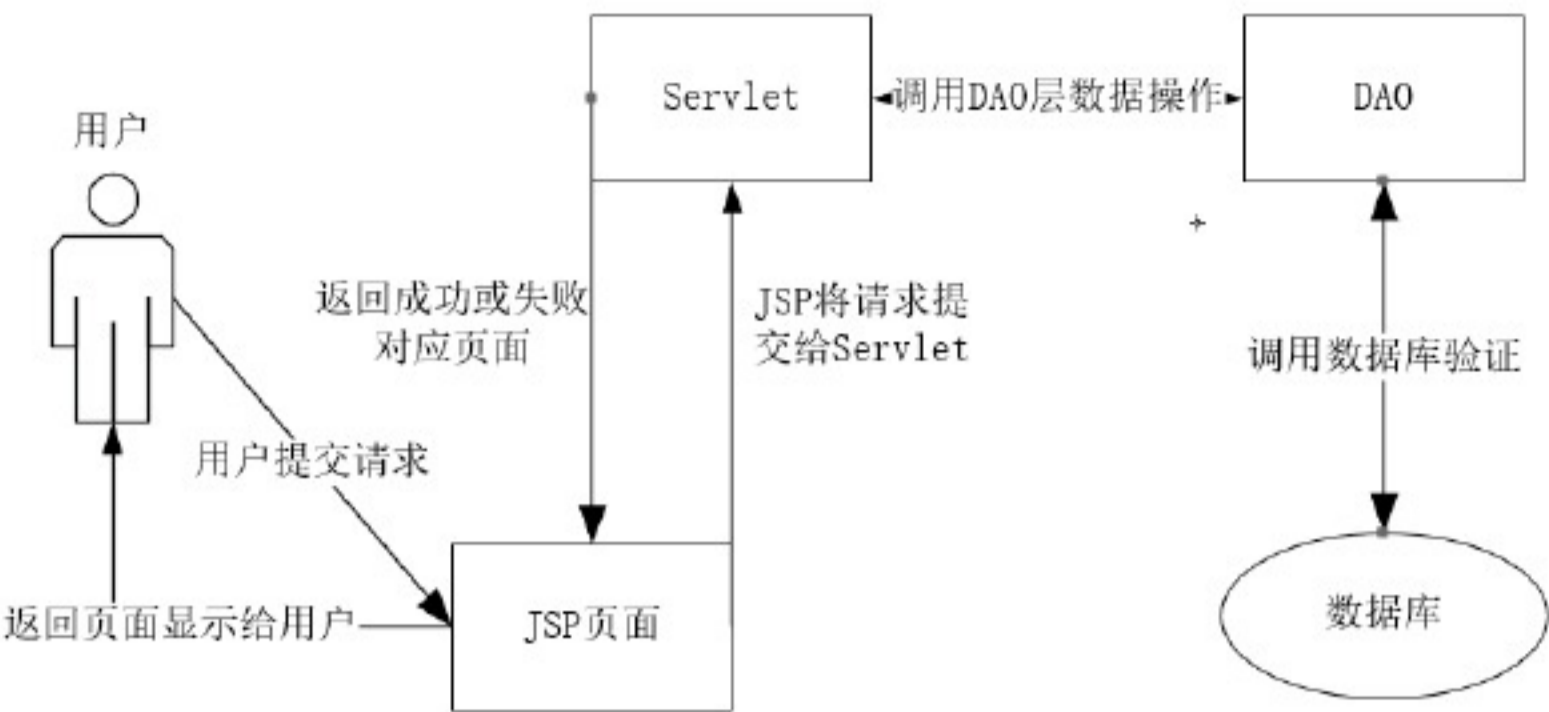 Servlet
调用DAO层数据操作
DAO
用户
返回成功或失败
对应页面
JSP将请求提
交给Servlet
调用数据库验证
用户提交请求
返回页面显示给用户
JSP页面
数据库